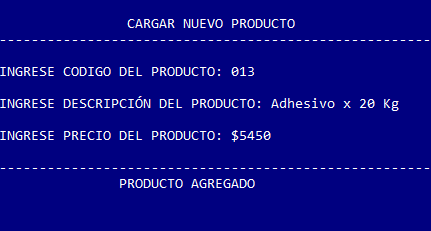 CARGAR NUEVO PRODUCTO
------------------------------------------------------
INGRESE CODIGO DEL PRODUCTO: 013
INGRESE DESCRIPCIÓN DEL PRODUCTO: Adhesivo x 20 Kg
INGRESE PRECIO DEL PRODUCTO: $5450
------------------------------------------------------
PRODUCTO AGREGADO